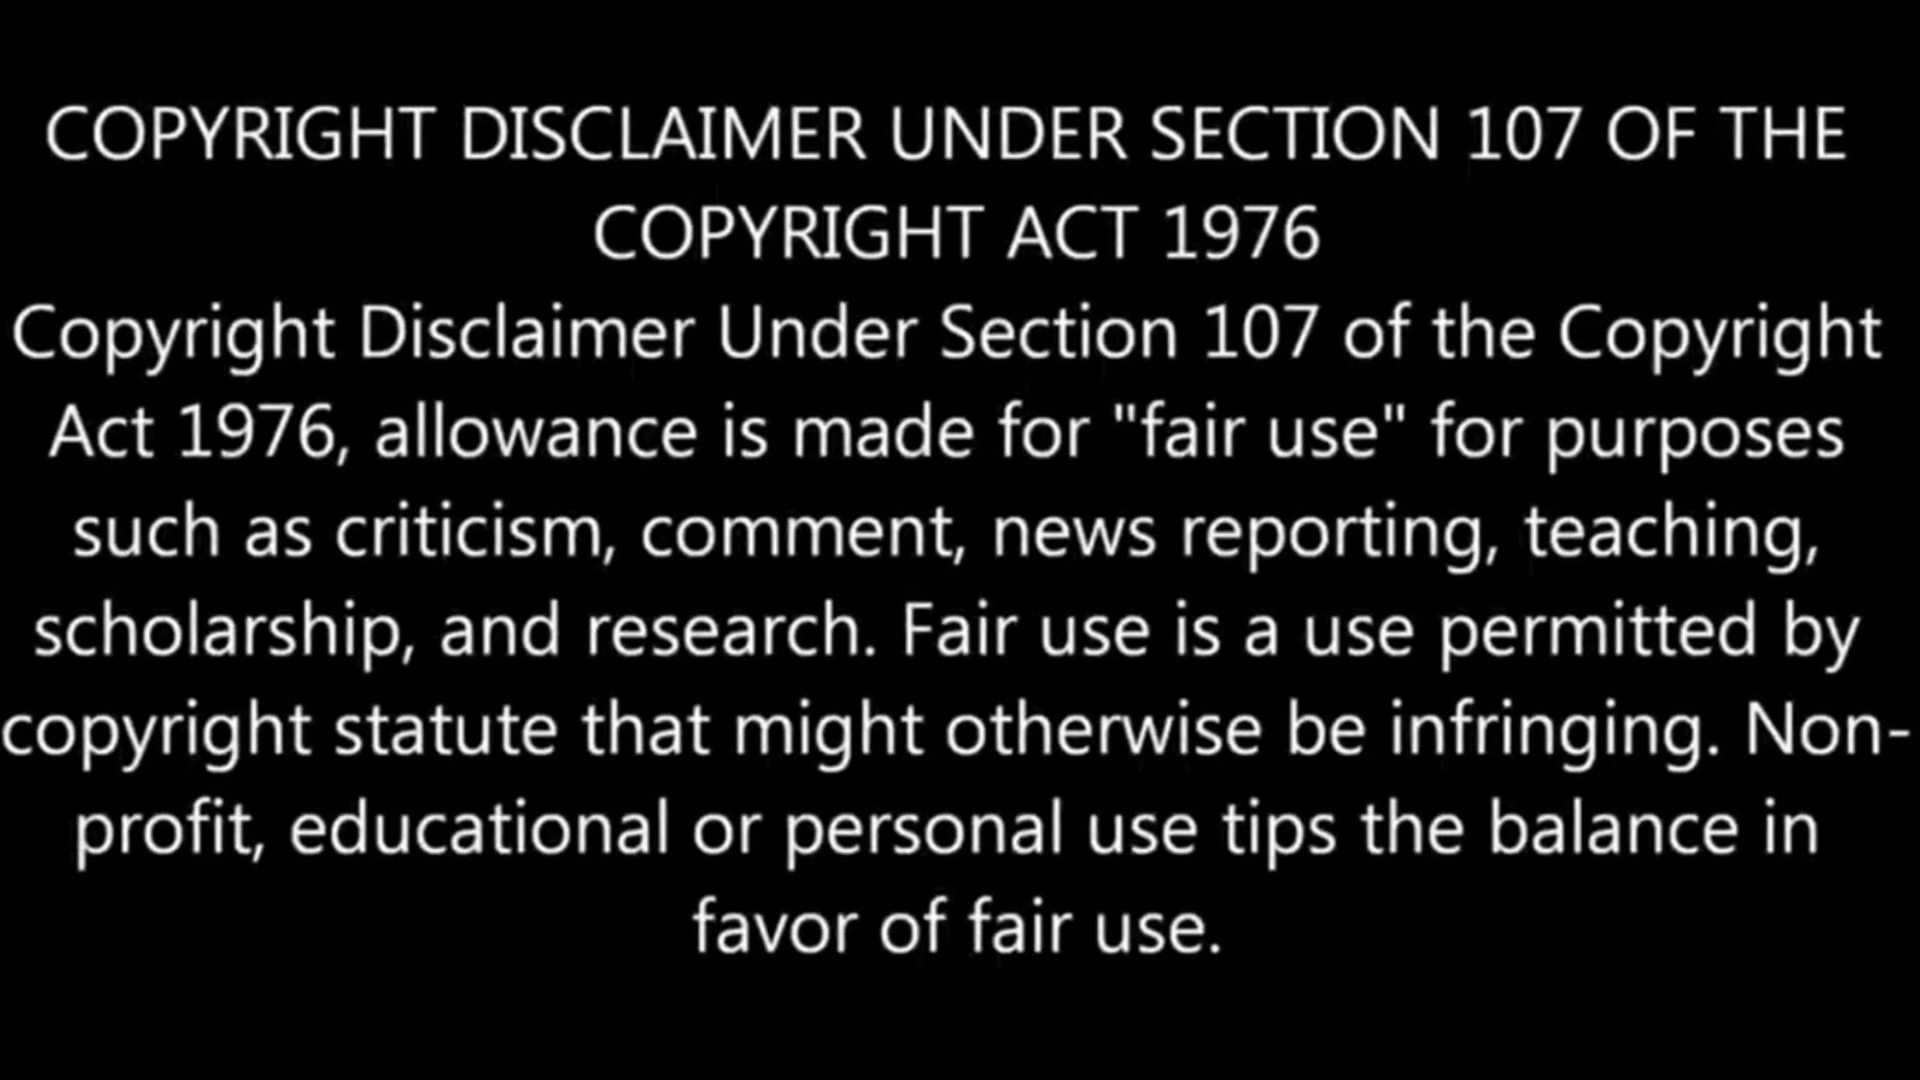 COPYRIGHT DISCLAIMER UNDER SECTION 107 OF THE
COPYRIGHT ACT 1976
Copyright Disclaimer Under Section 107 of the Copyright
Act 1976, allowance is made for "fair use" for purposes
such as criticism, comment, news reporting, teaching,
scholarship, and research. Fair use is a use permitted by
copyright statute that might otherwise be infringing. Non-
profit, educational or personal use tips the balance in
favor of fair use.